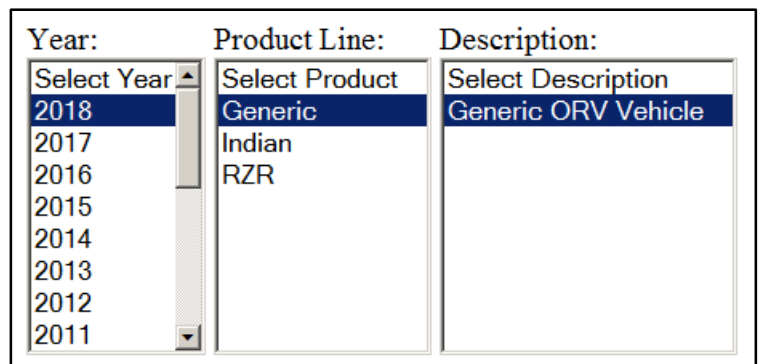 Year:
Select Year
2018
2017
2016
2015
2014
2013
2012
2011
Product Line:
Select Product
Generic
Indian
RZR
Description:
Select Description
Generic ORV Vehicle